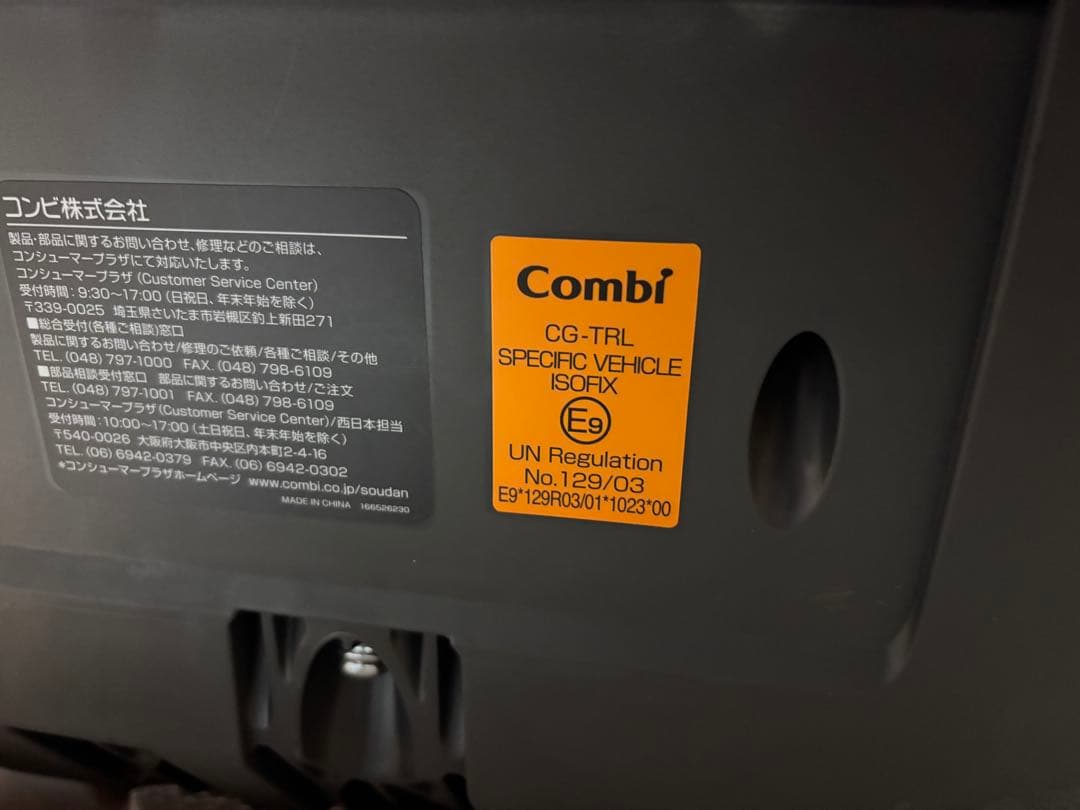 コンビ株式会社
製品・部品に関するお問い合わせ、修理などのご相談は、
コンシューマープラザにて対応いたします。
コンシューマープラザ(Customer Service Center)
受付時間:9:30〜17:00(日祝日、年末年始を除く)
〒339-0025 埼玉県さいたま市岩槻区釣上新田271
■総合受付(各種ご相談)窓口
製品に関するお問い合わせ/修理のご依頼/各種ご相談/その他
TEL.(048)797-1000 FAX.(048)798-6109
■部品相談受付窓口 部品に関するお問い合わせ/ご注文
TEL.(048)797-1001 FAX.(048)798-6109
コンシューマープラザ(Customer Service Center)/西日本担当
受付時間:10:00〜17:00(土日祝日、年末年始を除く)
〒540-0026 大阪府大阪市中央区内本町2-4-16
TEL.(06)6942-0379 FAX.(06)6942-0302
*コンシューマープラザホームページ www.combi.co.jp/soudan
MADE IN CHINA 166526230
Combi
CG-TRL
SPECIFIC VEHICLE
ISOFIX
E9
UN Regulation
No.129/03
E9*129R03/01*1023*00